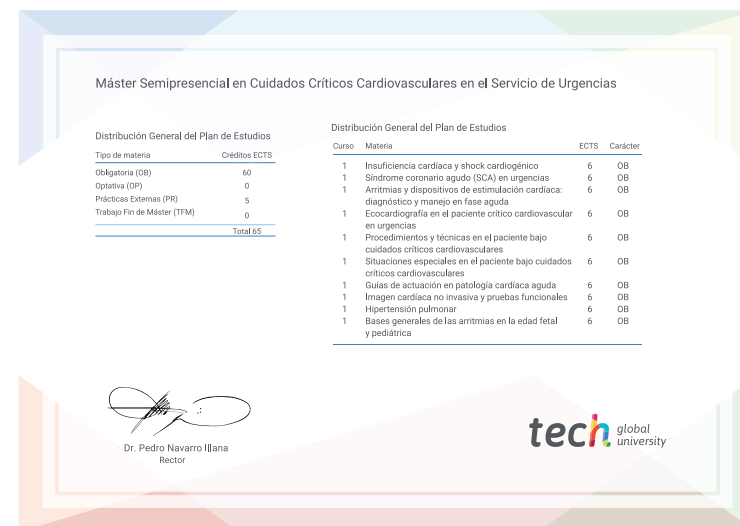 Máster Semipresencial en Cuidados Críticos Cardiovasculares en el Servicio de Urgencias
Distribución General del Plan de Estudios
Tipo de materia Créditos ECTS
Obligatoria (OB) 60
Optativa (OP) 0
Prácticas Externas (PR) 5
Trabajo Fin de Máster (TFM) 0
Total 65
Distribución General del Plan de Estudios
Curso Materia ECTS Carácter
1 Insuficiencia cardíaca y shock cardiogénico 6 OB
1 Síndrome coronario agudo (SCA) en urgencias 6 OB
1 Arritmias y dispositivos de estimulación cardíaca: 6 OB
diagnóstico y manejo en fase aguda
1 Ecocardiografía en el paciente crítico cardiovascular 6 OB
en urgencias
1 Procedimientos y técnicas en el paciente bajo 6 OB
cuidados críticos cardiovasculares
1 Situaciones especiales en el paciente bajo cuidados 6 OB
críticos cardiovasculares
1 Guías de actuación en patología cardíaca aguda 6 OB
1 Imagen cardíaca no invasiva y pruebas funcionales 6 OB
1 Hipertensión pulmonar 6 OB
1 Bases generales de las arritmias en la edad fetal 6 OB
y pediátrica
Dr. Pedro Navarro Illana
Rector
tech global
university